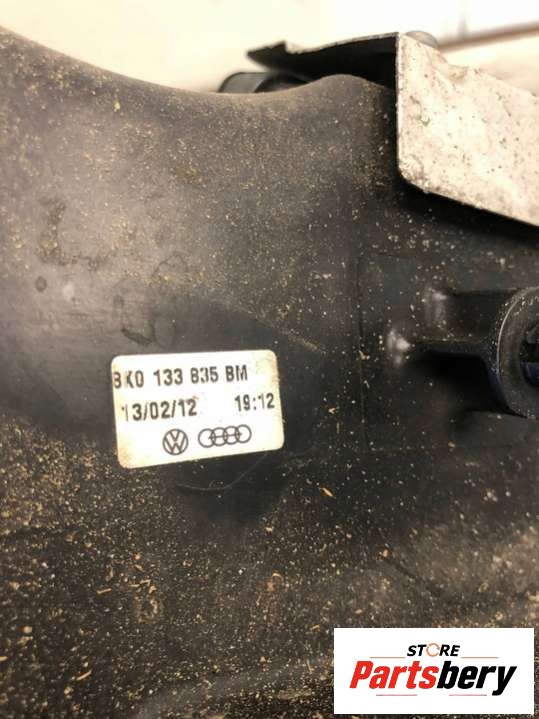 8K0 133 835 BM
13/02/12 19:12
STORE
Partsbery